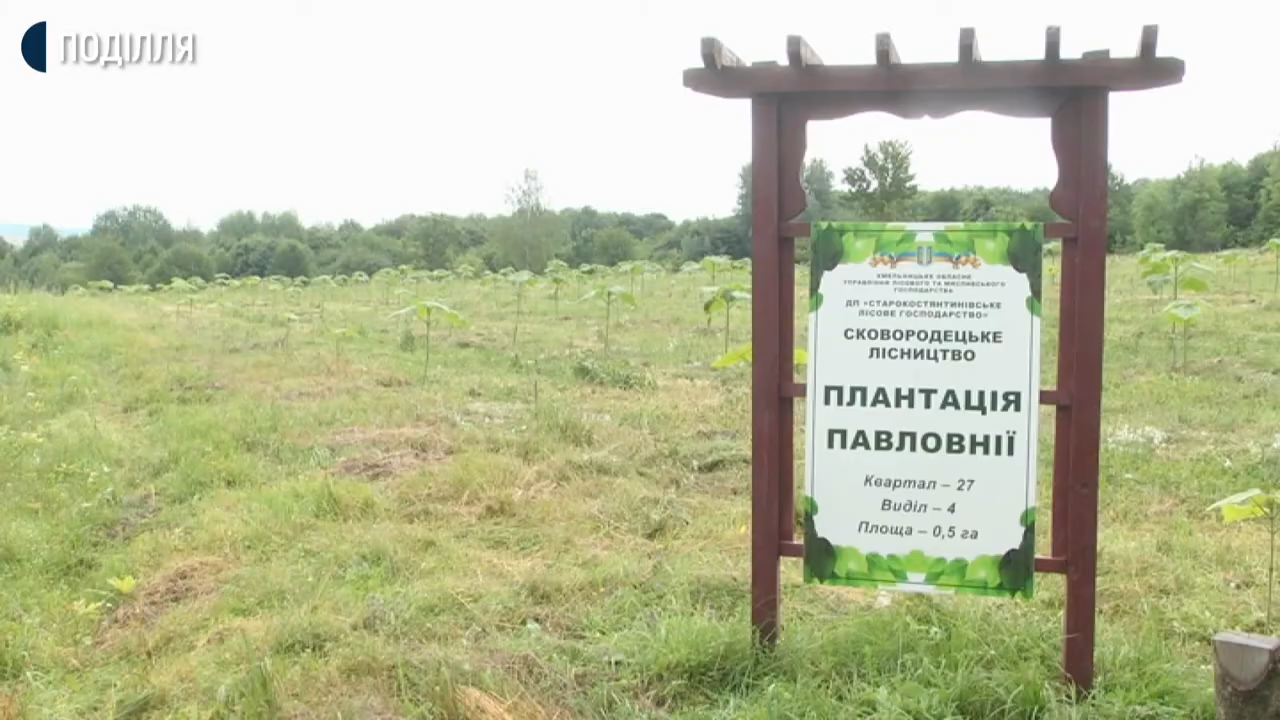 ПОДІЛЛЯ
ХМЕЛЬНИЦЬКЕ ОБЛАСНЕ
УПРАВЛІННЯ ЛІСОВОГО ТА МИСЛИВСЬКОГО
ГОСПОДАРСТВА
ДП «СТАРОКОСТЯНТИНІВСЬКЕ
ЛІСОВЕ ГОСПОДАРСТВО»
СКОВОРОДЕЦЬКЕ
ЛІСНИЦТВО
ПЛАНТАЦІЯ
ПАВЛОВНІЇ
Квартал – 27
Виділ – 4
Площа – 0,5 га